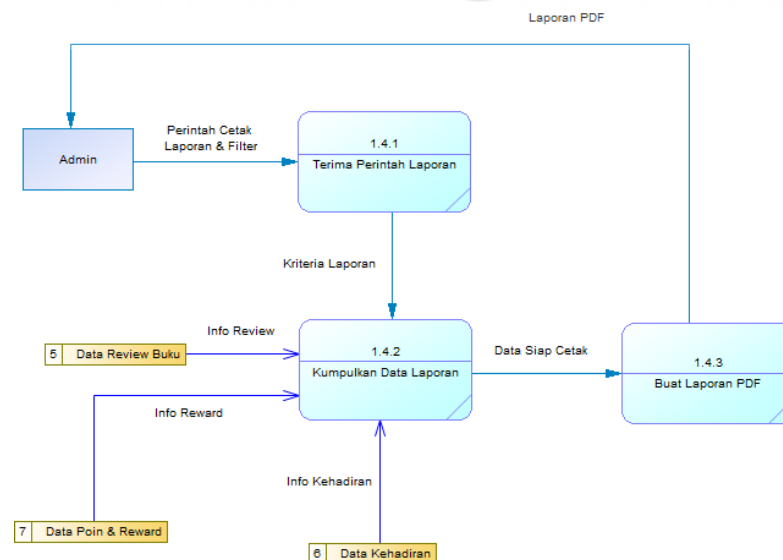 Laporan PDF
Perintah Cetak
Laporan & Filter
Admin
1.4.1
Terima Perintah Laporan
Kriteria Laporan
Info Review
5 Data Review Buku
1.4.2
Kumpulkan Data Laporan
Data Siap Cetak
1.4.3
Buat Laporan PDF
Info Reward
Info Kehadiran
7 Data Poin & Reward
6 Data Kehadiran